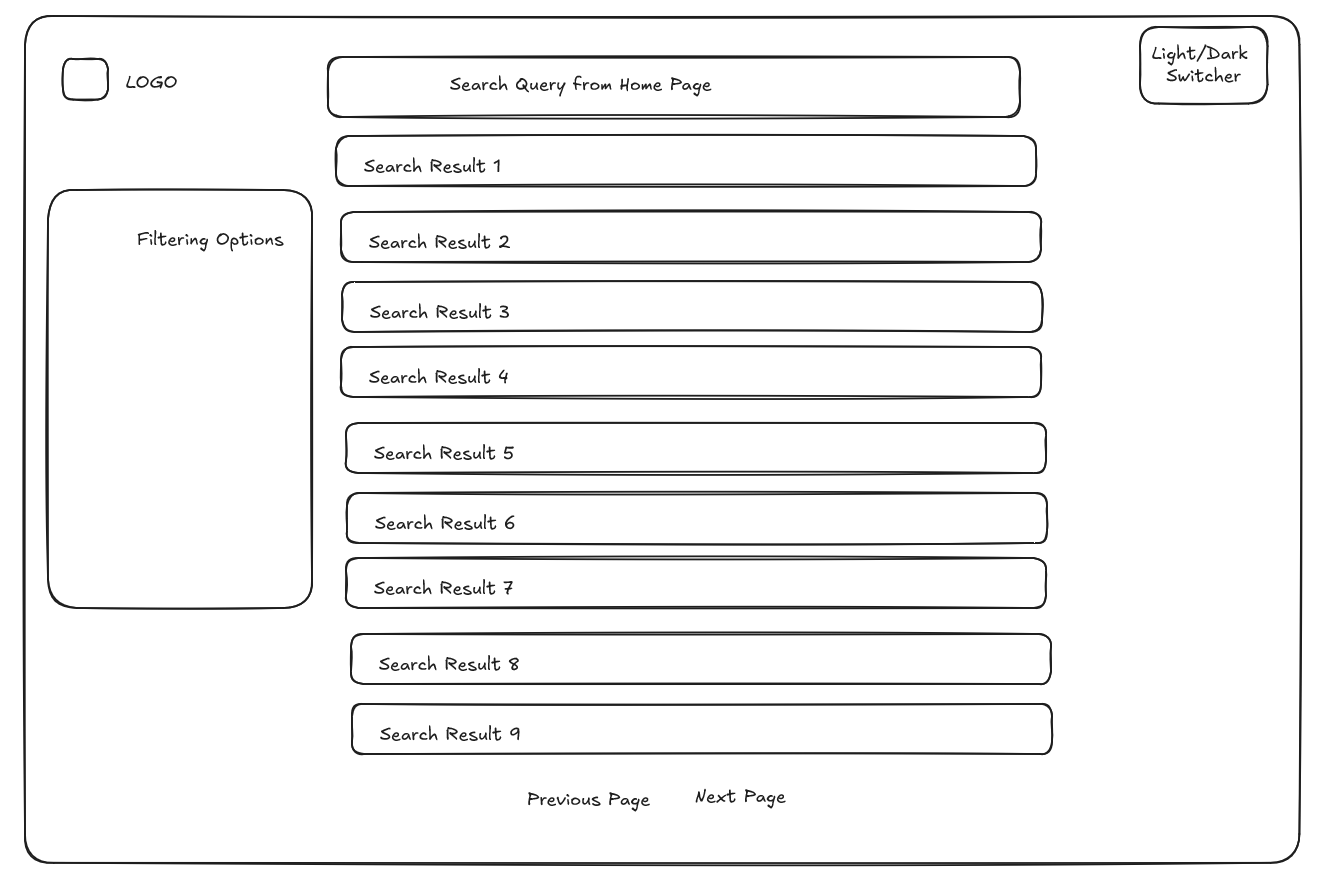 LOGO
Search Query from Home Page
Light/Dark
Switcher
Filtering Options
Search Result 1
Search Result 2
Search Result 3
Search Result 4
Search Result 5
Search Result 6
Search Result 7
Search Result 8
Search Result 9
Previous Page
Next Page